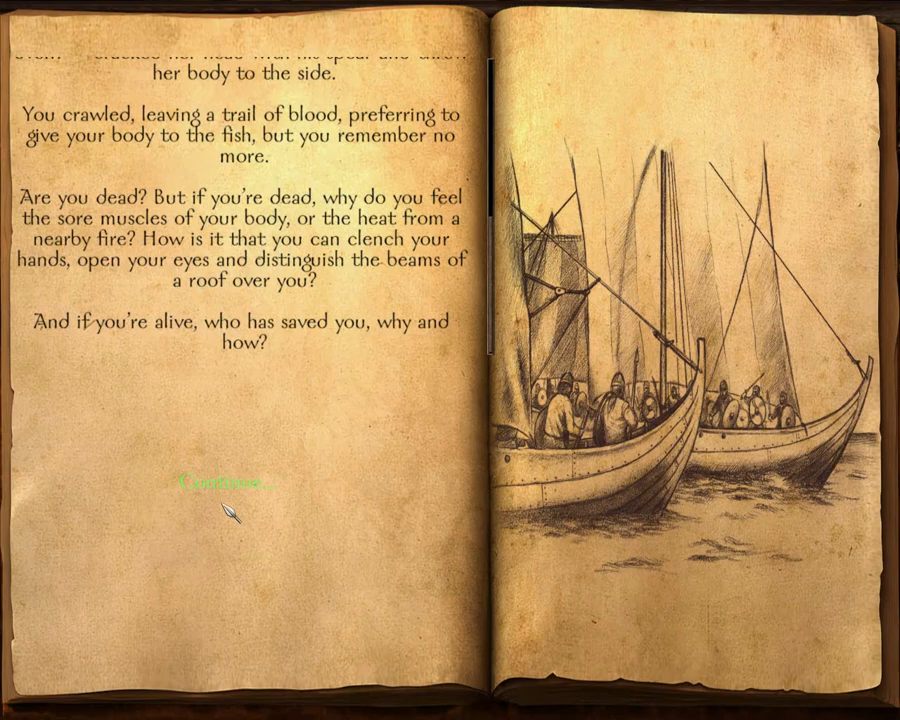 her body to the side.
You crawled, leaving a trail of blood, preferring to
give your body to the fish, but you remember no
more.
Are you dead? But if you're dead, why do you feel
the sore muscles of your body, or the heat from a
nearby fire? How is it that you can clench your
hands, open your eyes and distinguish the beams of
a roof over you?
And if you're alive, who has saved you, why and
how?
Continue...